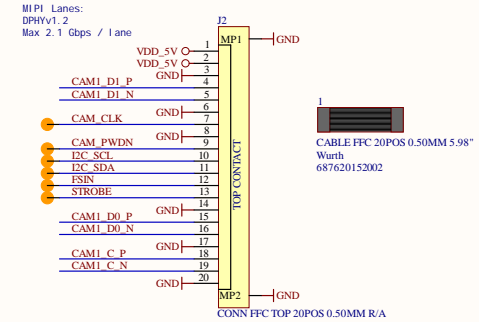 MIPI Lanes:
DPHYv1.2
Max 2.1 Gbps / lane
J2
MP1
GND
VDD_5V 1
VDD_5V 2
GND 3
CAM1_D1_P 4
CAM1_D1_N 5
GND 6
CAM_CLK 7
GND 8
CAM_PWDN 9
I2C_SCL 10
I2C_SDA 11
FSIN 12
STROBE 13
GND 14
CAM1_D0_P 15
CAM1_D0_N 16
GND 17
CAM1_C_P 18
CAM1_C_N 19
GND 20
TOP CONTACT
MP2
GND
CONN FFC TOP 20POS 0.50MM R/A
1
CABLE FFC 20POS 0.50MM 5.98"
Wurth
687620152002